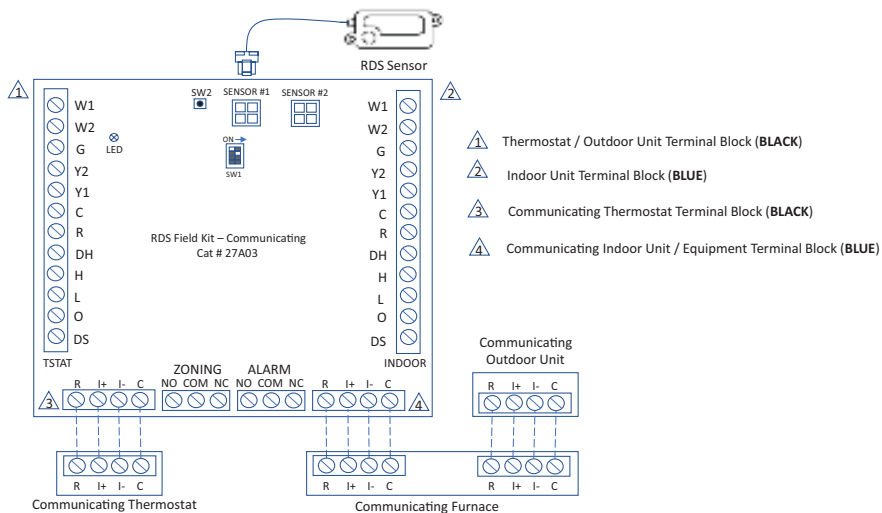 RDS Sensor
1
2
SW2 SENSOR #1 SENSOR #2
W1
W2
G
Y2
Y1
C
R
DH
H
L
O
DS
TSTAT
LED
ON→
SW1
RDS Field Kit – Communicating
Cat # 27A03
W1
W2
G
Y2
Y1
C
R
DH
H
L
O
DS
INDOOR
1 Thermostat / Outdoor Unit Terminal Block (BLACK)
2 Indoor Unit Terminal Block (BLUE)
3 Communicating Thermostat Terminal Block (BLACK)
4 Communicating Indoor Unit / Equipment Terminal Block (BLUE)
ZONING ALARM
R I+ I- C NO COM NC NO COM NC R I+ I- C
3
4
Communicating
Outdoor Unit
R I+ I- C
R I+ I- C
Communicating Thermostat
R I+ I- C R I+ I- C
Communicating Furnace